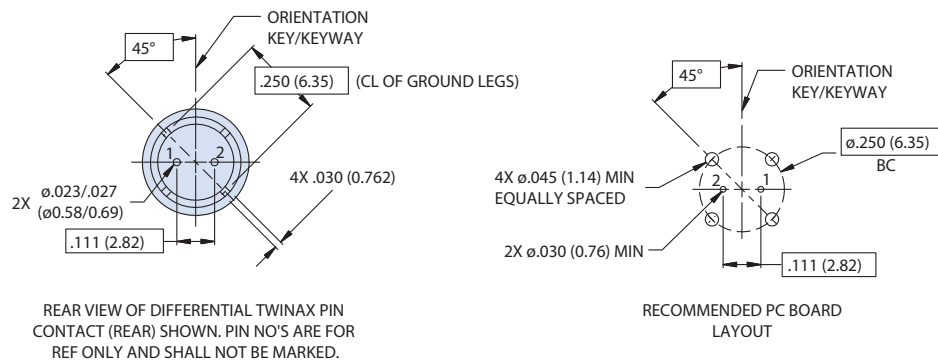 ORIENTATION
KEY/KEYWAY
45°
.250 (6.35) (CL OF GROUND LEGS)
1 2
2X ø.023/.027
(ø0.58/0.69)
4X .030 (0.762)
.111 (2.82)
REAR VIEW OF DIFFERENTIAL TWINAX PIN
CONTACT (REAR) SHOWN. PIN NO'S ARE FOR
REF ONLY AND SHALL NOT BE MARKED.
45°
ORIENTATION
KEY/KEYWAY
ø.250 (6.35)
BC
4X ø.045 (1.14) MIN
EQUALLY SPACED
2 1
2X ø.030 (0.76) MIN
.111 (2.82)
RECOMMENDED PC BOARD
LAYOUT